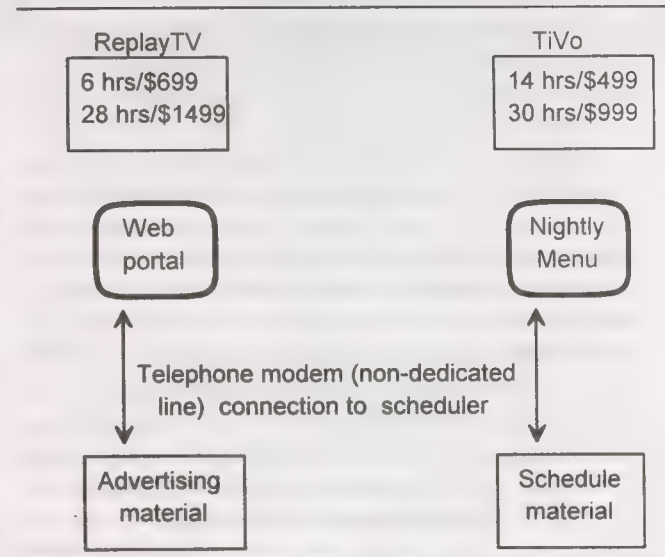 ReplayTV
6 hrs/$699
28 hrs/$1499
TiVo
14 hrs/$499
30 hrs/$999
Web
portal
Nightly
Menu
Telephone modem (non-dedicated
line) connection to scheduler
Advertising
material
Schedule
material